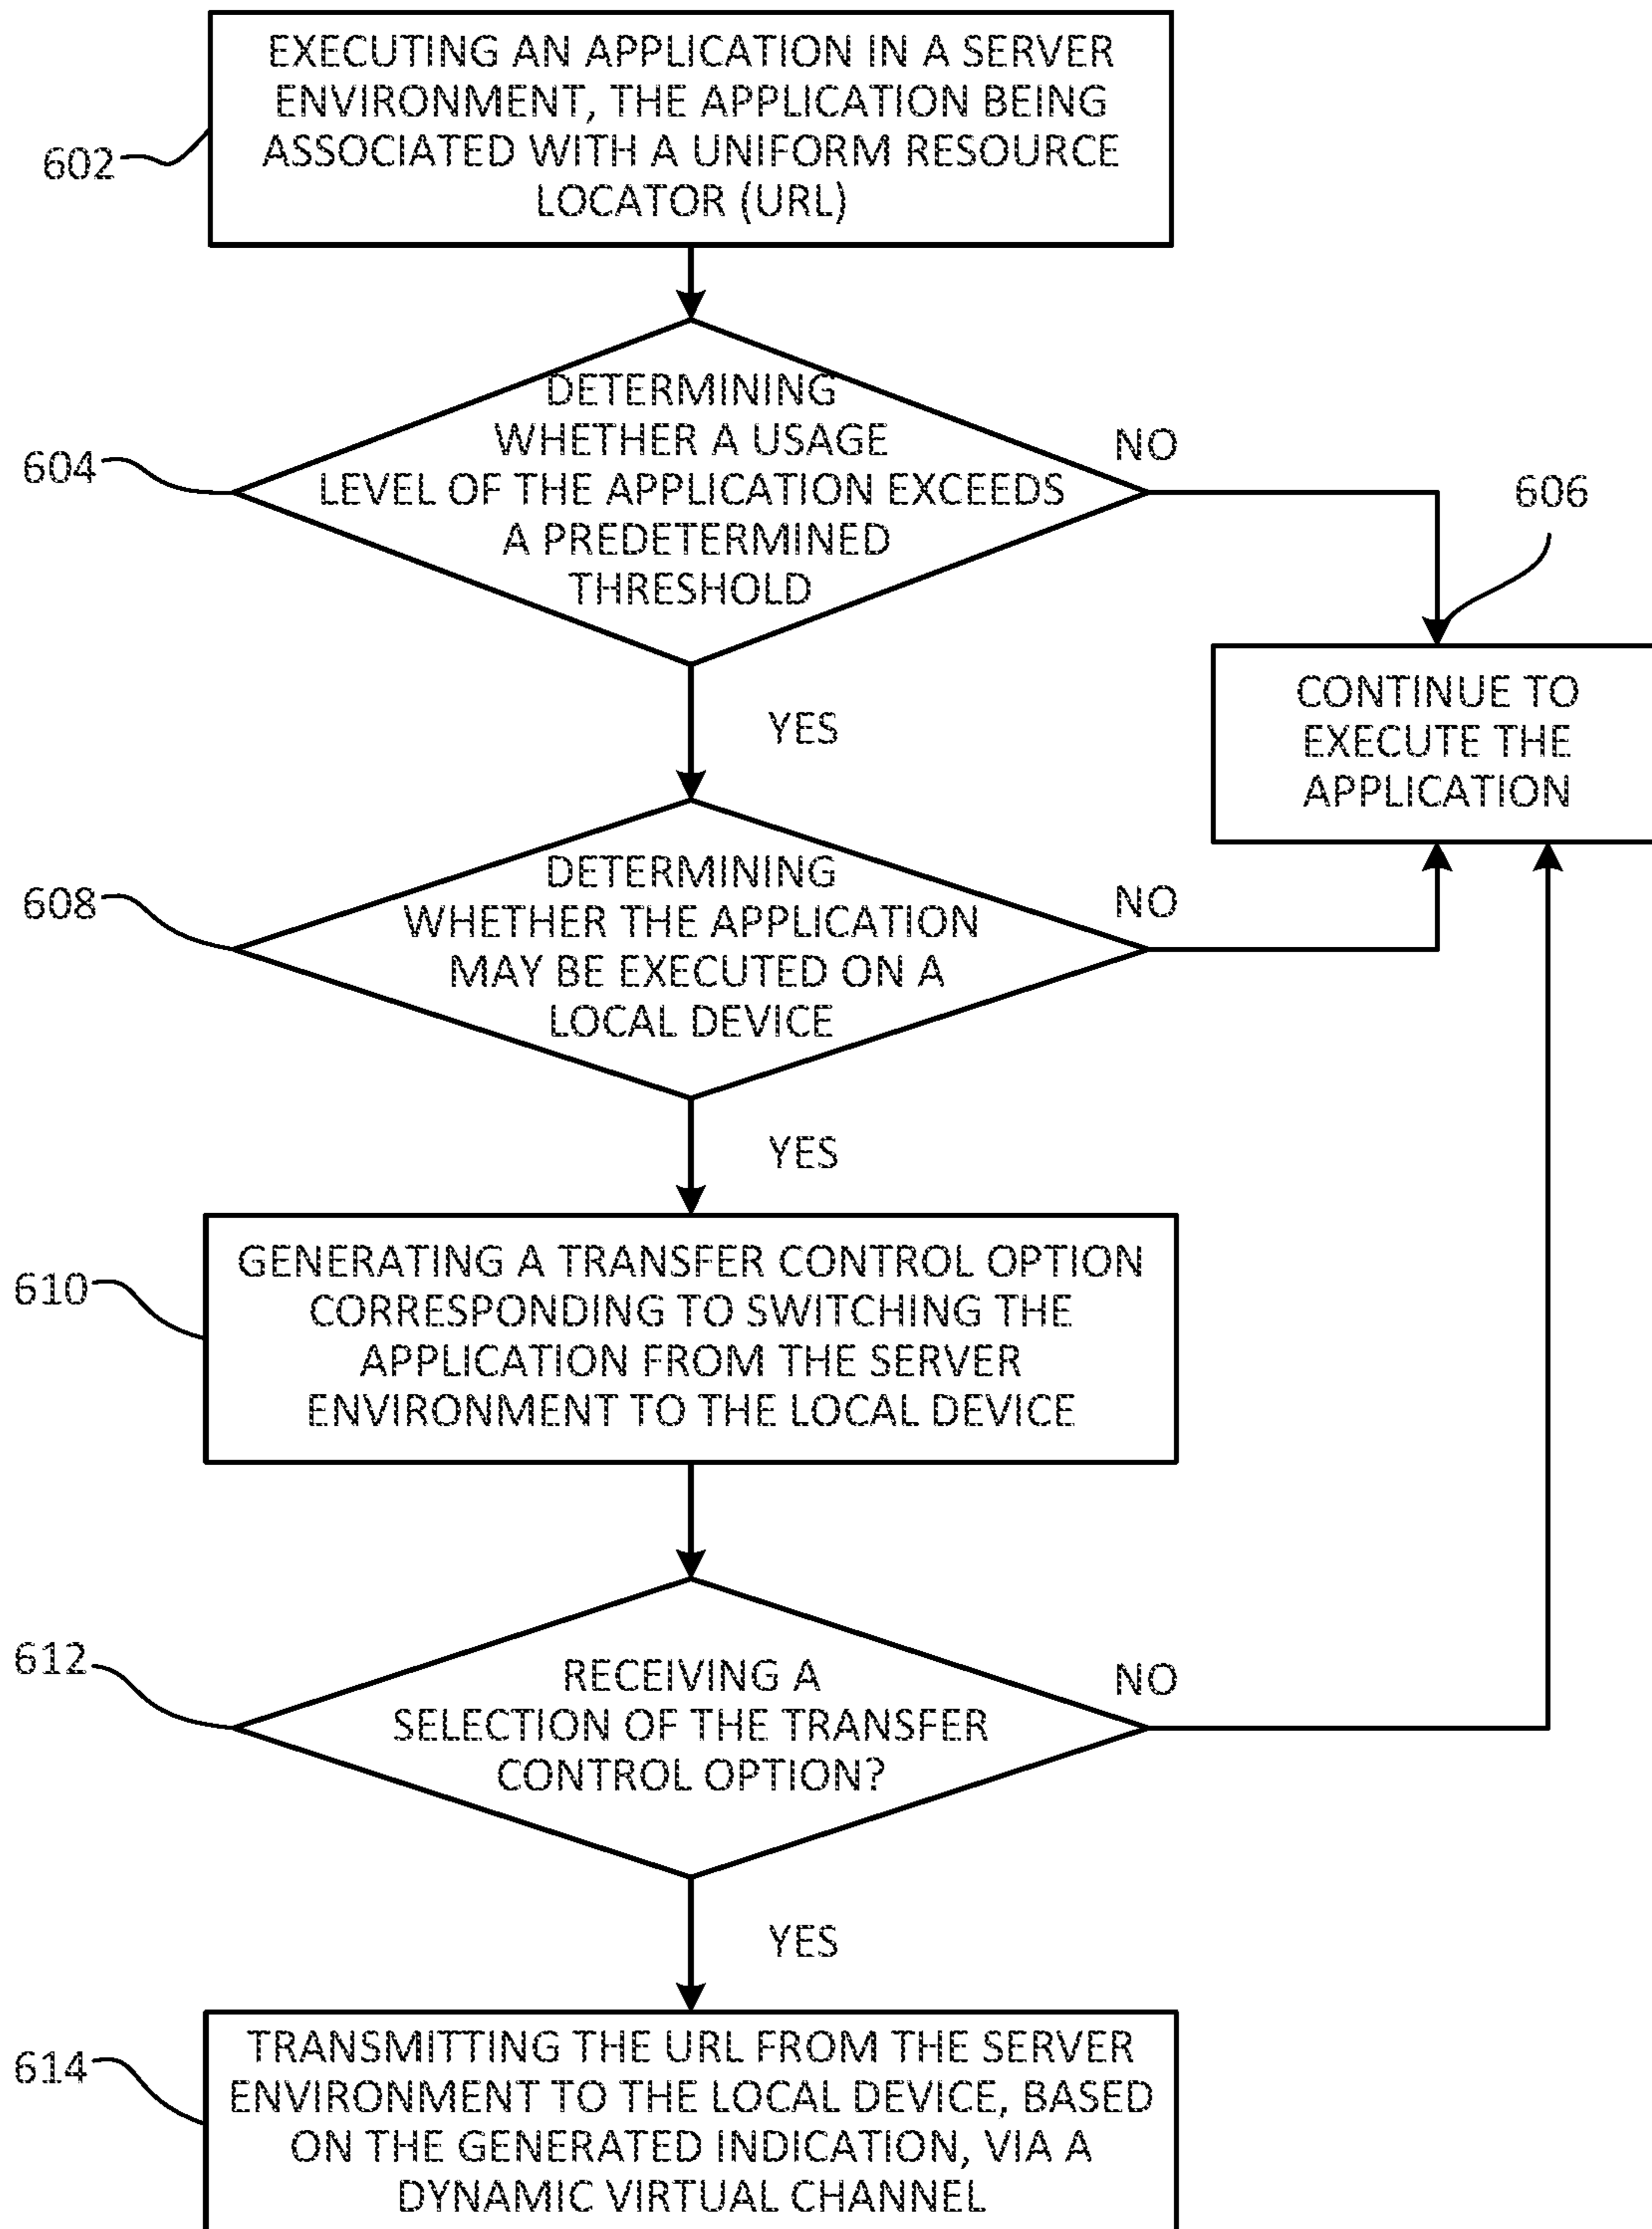 EXECUTING AN APPLICATION IN A SERVER
ENVIRONMENT, THE APPLICATION BEING
ASSOCIATED WITH A UNIFORM RESOURCE
LOCATOR (URL)
602
DETERMINING
WHETHER A USAGE
LEVEL OF THE APPLICATION EXCEEDS
A PREDETERMINED
THRESHOLD
604
NO
606
CONTINUE TO
EXECUTE THE
APPLICATION
YES
DETERMINING
WHETHER THE APPLICATION
MAY BE EXECUTED ON A
LOCAL DEVICE
608
NO
YES
GENERATING A TRANSFER CONTROL OPTION
CORRESPONDING TO SWITCHING THE
APPLICATION FROM THE SERVER
ENVIRONMENT TO THE LOCAL DEVICE
610
RECEIVING A
SELECTION OF THE TRANSFER
CONTROL OPTION?
612
NO
YES
TRANSMITTING THE URL FROM THE SERVER
ENVIRONMENT TO THE LOCAL DEVICE, BASED
ON THE GENERATED INDICATION, VIA A
DYNAMIC VIRTUAL CHANNEL
614